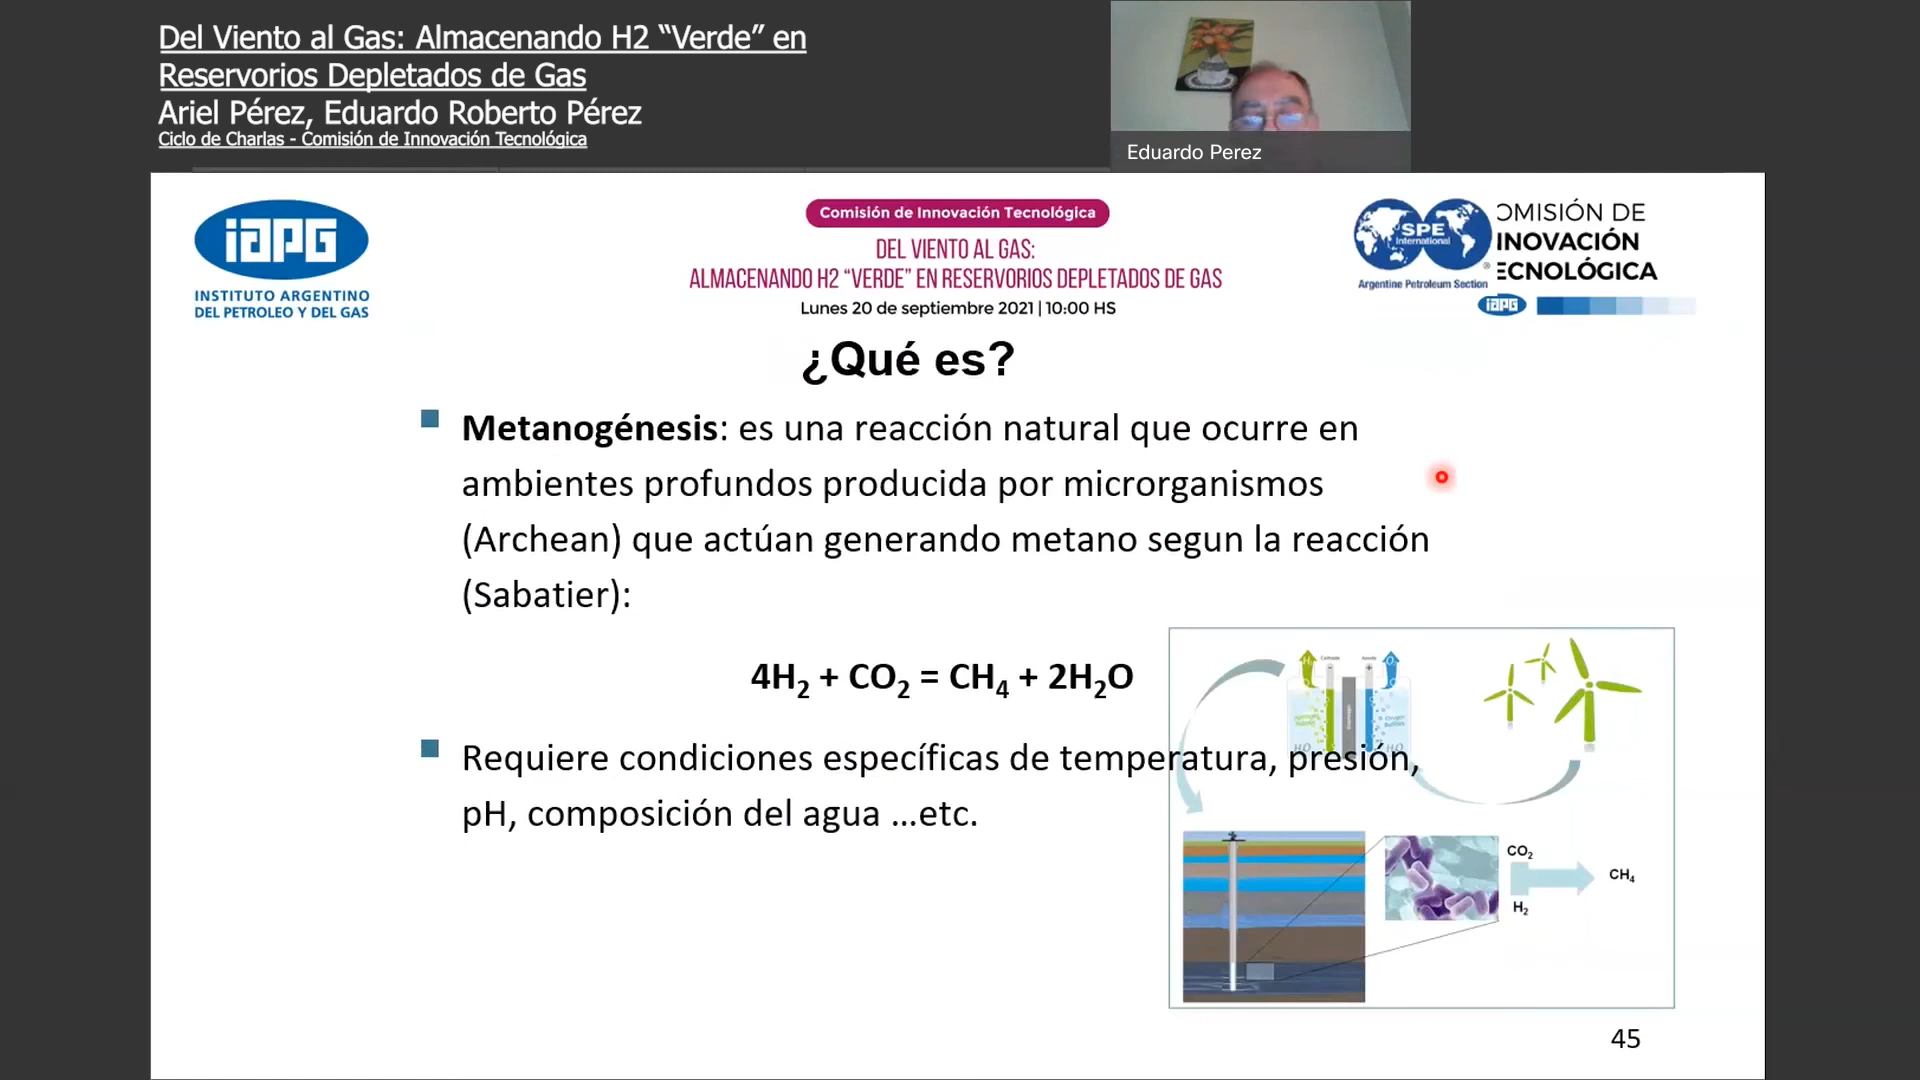 Del Viento al Gas: Almacenando H2 “Verde” en
Reservorios Depletados de Gas
Ariel Pérez, Eduardo Roberto Pérez
Ciclo de Charlas - Comisión de Innovación Tecnológica
Eduardo Perez
iAPG
INSTITUTO ARGENTINO
DEL PETROLEO Y DEL GAS
Comisión de Innovación Tecnológica
DEL VIENTO AL GAS:
ALMACENANDO H2 “VERDE” EN RESERVORIOS DEPLETADOS DE GAS
Lunes 20 de septiembre 2021 | 10:00 HS
SPE
International
®
Argentine Petroleum Section
OMISIÓN DE
INOVACIÓN
ECNOLÓGICA
iAPG
¿Qué es?
Metanogénesis: es una reacción natural que ocurre en
ambientes profundos producida por microrganismos
(Archean) que actúan generando metano segun la reacción
(Sabatier):
4H₂ + CO₂ = CH₄ + 2H₂O
Requiere condiciones específicas de temperatura, presión,
pH, composición del agua ...etc.
H₂O
H₂O
CO₂
CH₄
H₂
45